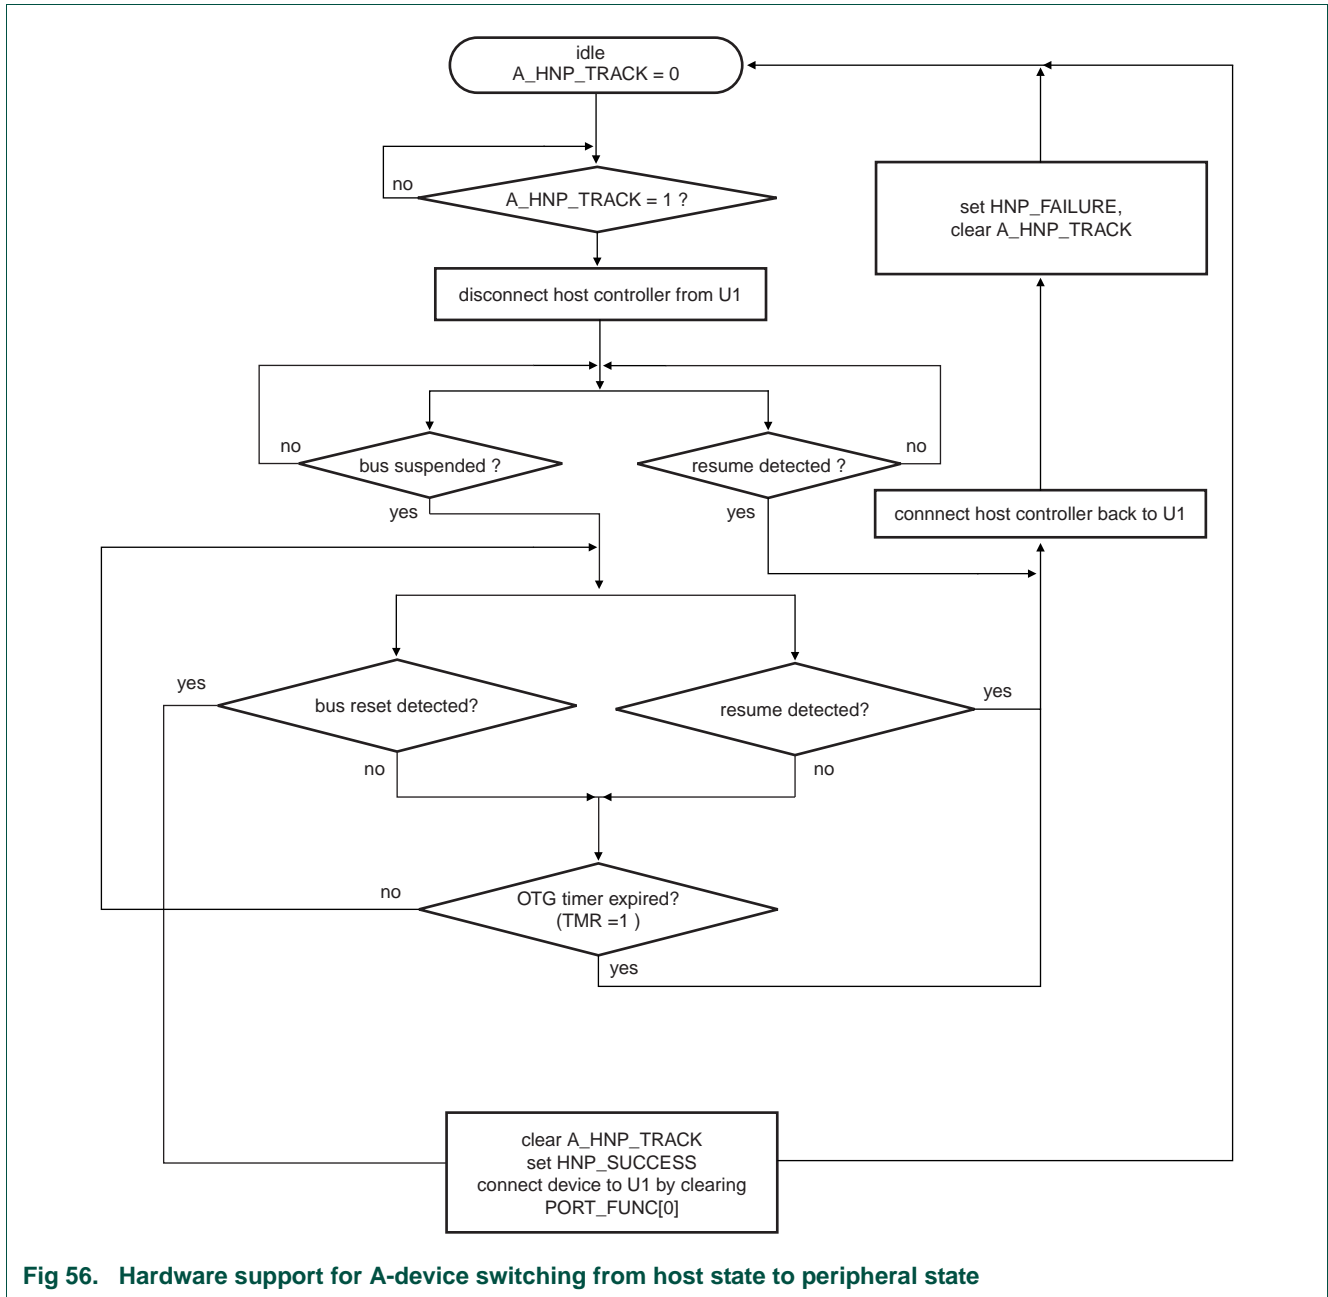 idle
A_HNP_TRACK = 0
no
A_HNP_TRACK = 1 ?
set HNP_FAILURE,
clear A_HNP_TRACK
disconnect host controller from U1
no
bus suspended ?
resume detected ?
no
yes
yes
connnect host controller back to U1
yes
bus reset detected?
resume detected?
yes
no
no
no
OTG timer expired?
(TMR =1 )
yes
clear A_HNP_TRACK
set HNP_SUCCESS
connect device to U1 by clearing
PORT_FUNC[0]
Fig 56. Hardware support for A-device switching from host state to peripheral state